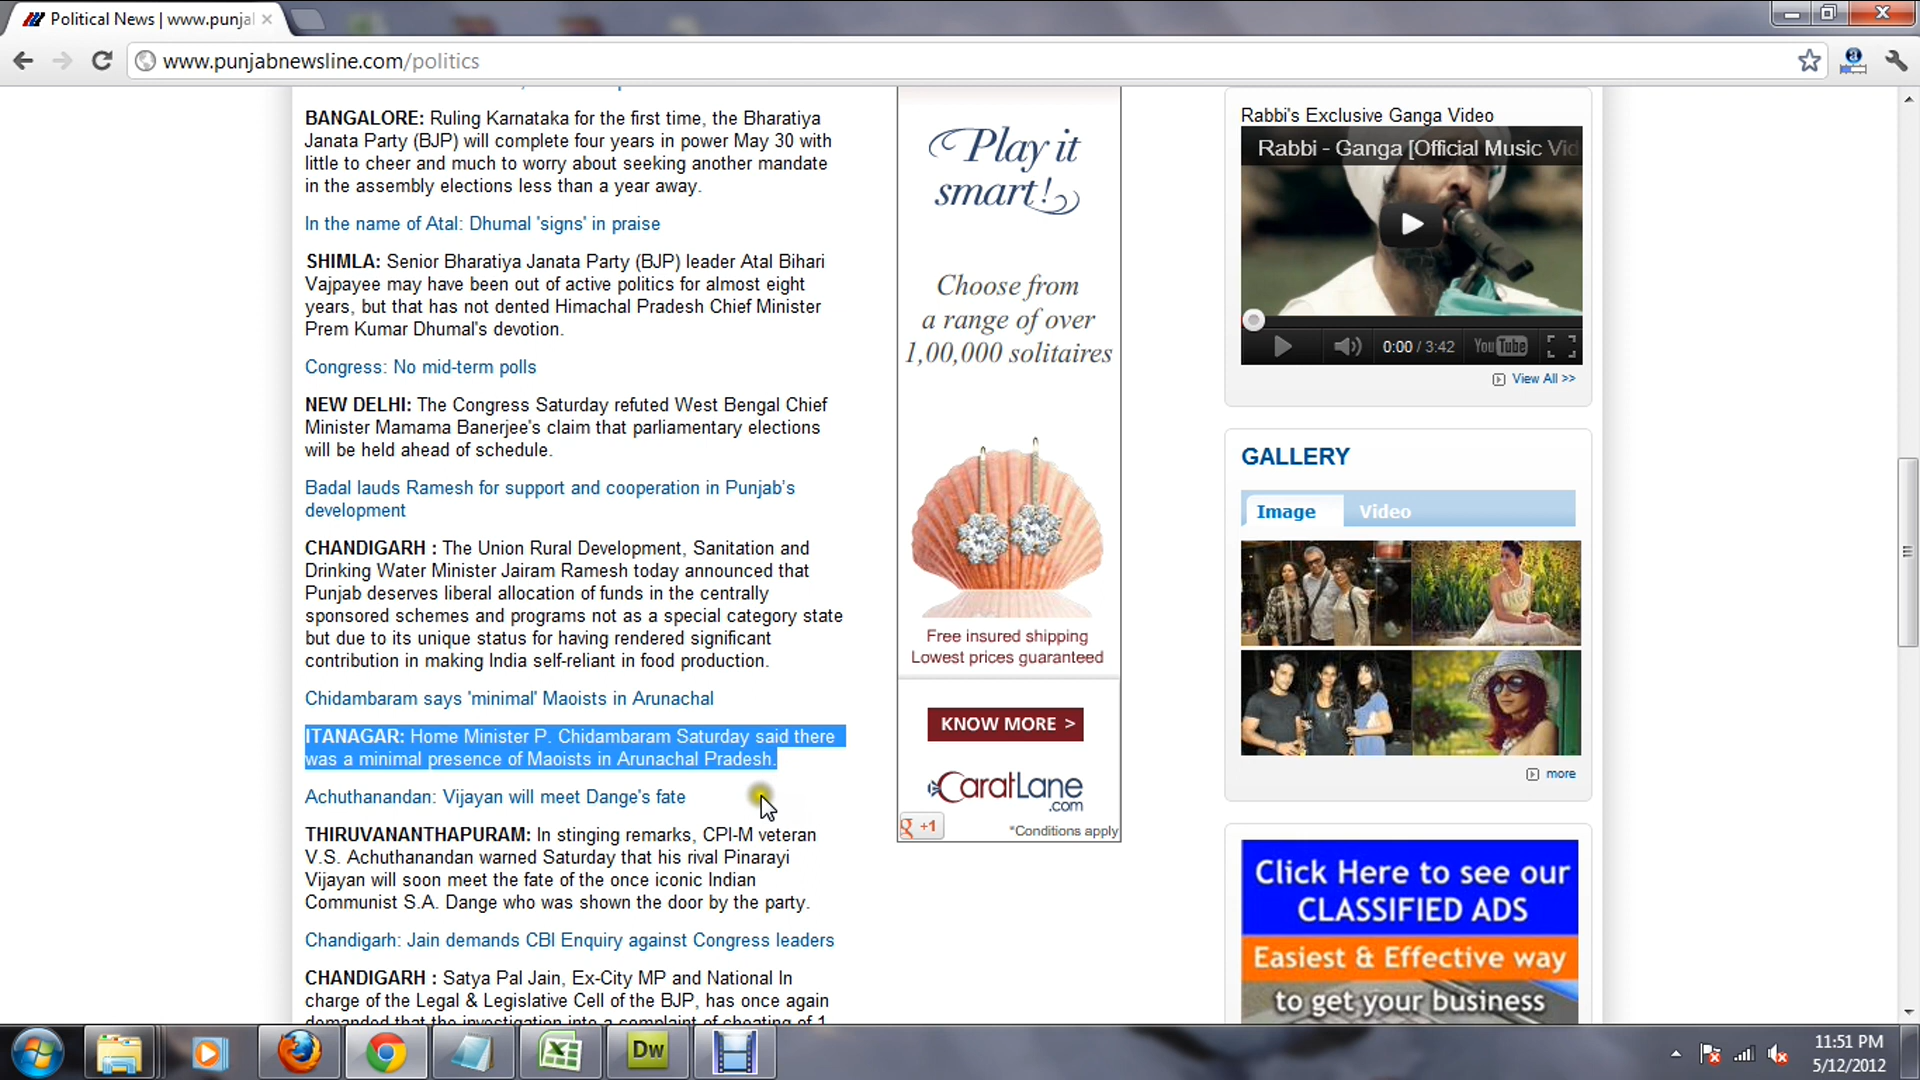 Political News | www.punjal
www.punjabnewsline.com/politics
BANGALORE: Ruling Karnataka for the first time, the Bharatiya
Janata Party (BJP) will complete four years in power May 30 with
little to cheer and much to worry about seeking another mandate
in the assembly elections less than a year away.
In the name of Atal: Dhumal 'signs' in praise
SHIMLA: Senior Bharatiya Janata Party (BJP) leader Atal Bihari
Vajpayee may have been out of active politics for almost eight
years, but that has not dented Himachal Pradesh Chief Minister
Prem Kumar Dhumal's devotion.
Congress: No mid-term polls
NEW DELHI: The Congress Saturday refuted West Bengal Chief
Minister Mamama Banerjee's claim that parliamentary elections
will be held ahead of schedule.
Badal lauds Ramesh for support and cooperation in Punjab's
development
CHANDIGARH : The Union Rural Development, Sanitation and
Drinking Water Minister Jairam Ramesh today announced that
Punjab deserves liberal allocation of funds in the centrally
sponsored schemes and programs not as a special category state
but due to its unique status for having rendered significant
contribution in making India self-reliant in food production.
Chidambaram says 'minimal' Maoists in Arunachal
ITANAGAR: Home Minister P. Chidambaram Saturday said there
was a minimal presence of Maoists in Arunachal Pradesh.
Achuthanandan: Vijayan will meet Dange's fate
THIRUVANANTHAPURAM: In stinging remarks, CPI-M veteran
V.S. Achuthanandan warned Saturday that his rival Pinarayi
Vijayan will soon meet the fate of the once iconic Indian
Communist S.A. Dange who was shown the door by the party.
Chandigarh: Jain demands CBI Enquiry against Congress leaders
CHANDIGARH : Satya Pal Jain, Ex-City MP and National In
charge of the Legal & Legislative Cell of the BJP, has once again
demanded that the investigation into a complaint of cheating of 1
Play it
smart!
Choose from
a range of over
1,00,000 solitaires
Free insured shipping
Lowest prices guaranteed
KNOW MORE >
CaratLane
.com
g +1
*Conditions apply
Rabbi's Exclusive Ganga Video
Rabbi - Ganga [Official Music Vid
0:00 / 3:42 YouTube
View All >>
GALLERY
Image Video
more
Click Here to see our
CLASSIFIED ADS
Easiest & Effective way
to get your business
Dw
11:51 PM
5/12/2012